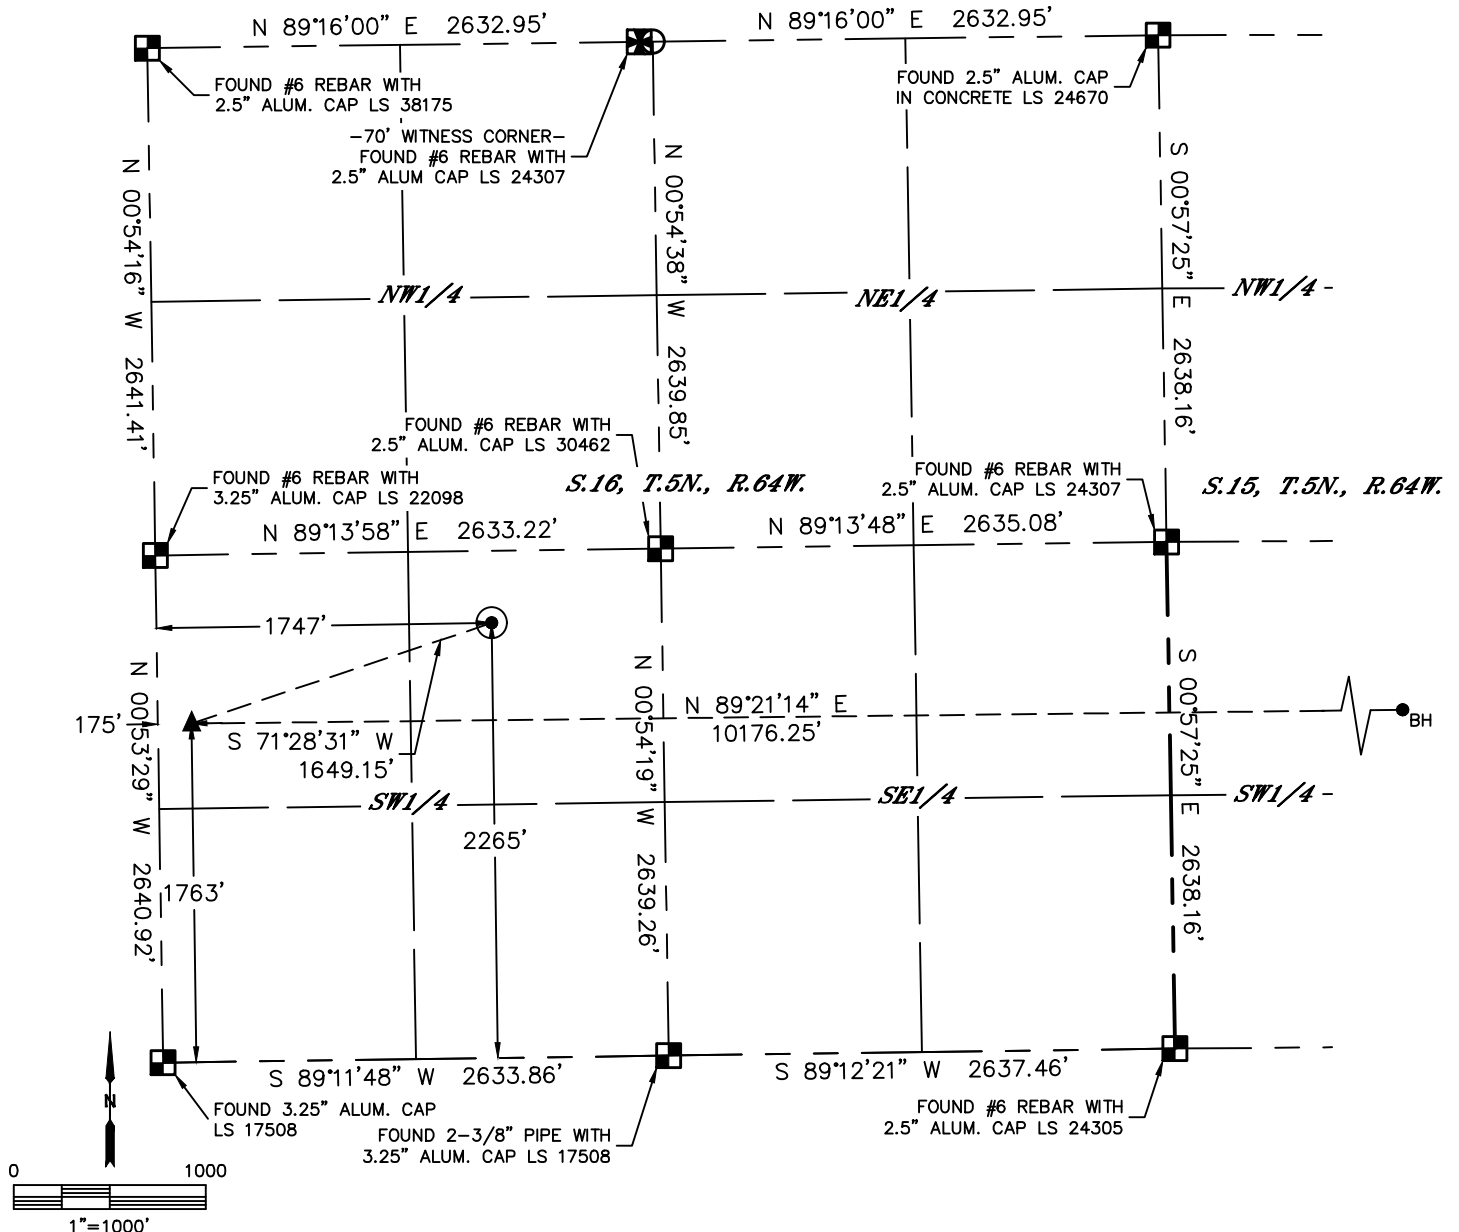 N 89°16'00" E 2632.95'
N 89°16'00" E 2632.95'
FOUND #6 REBAR WITH
2.5" ALUM. CAP LS 38175
FOUND 2.5" ALUM. CAP
IN CONCRETE LS 24670
-70' WITNESS CORNER-
FOUND #6 REBAR WITH
2.5" ALUM CAP LS 24307
N 00°54'16" W 2641.41'
N 00°54'38" W 2639.85'
S 00°57'25" E 2638.16'
NW1/4
NE1/4
NW1/4
FOUND #6 REBAR WITH
2.5" ALUM. CAP LS 30462
FOUND #6 REBAR WITH
3.25" ALUM. CAP LS 22098
S.16, T.5N., R.64W.
FOUND #6 REBAR WITH
2.5" ALUM. CAP LS 24307
S.15, T.5N., R.64W.
N 89°13'58" E 2633.22'
N 89°13'48" E 2635.08'
1747'
N 00°53'29" W 2640.92'
N 00°54'19" W 2639.26'
S 00°57'25" E 2638.16'
175'
N 89°21'14" E
10176.25'
BH
S 71°28'31" W
1649.15'
SW1/4
SE1/4
SW1/4
2265'
1763'
S 89°11'48" W 2633.86'
S 89°12'21" W 2637.46'
N
FOUND 3.25" ALUM. CAP
LS 17508
FOUND 2-3/8" PIPE WITH
3.25" ALUM. CAP LS 17508
FOUND #6 REBAR WITH
2.5" ALUM. CAP LS 24305
0 1000
1"=1000'